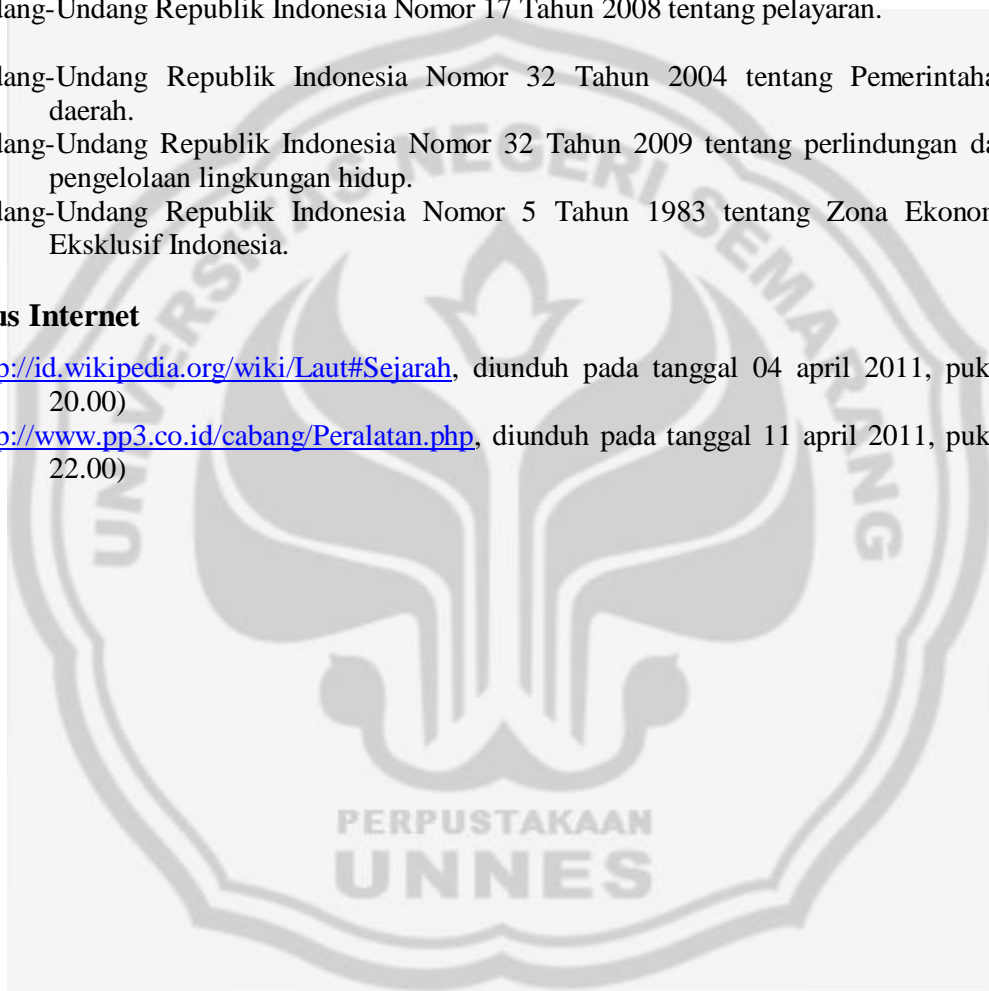 dang-Undang Republik Indonesia Nomor 17 Tahun 2008 tentang pelayaran.
dang-Undang Republik Indonesia Nomor 32 Tahun 2004 tentang Pemerintaha
daerah.
dang-Undang Republik Indonesia Nomor 32 Tahun 2009 tentang perlindungan da
pengelolaan lingkungan hidup.
dang-Undang Republik Indonesia Nomor 5 Tahun 1983 tentang Zona Ekonom
Eksklusif Indonesia.
us Internet
p://id.wikipedia.org/wiki/Laut#Sejarah, diunduh pada tanggal 04 april 2011, puk
20.00)
p://www.pp3.co.id/cabang/Peralatan.php, diunduh pada tanggal 11 april 2011, puk
22.00)
UNIVERSITAS NEGERI SEMARANG
PERPUSTAKAAN
UNNES